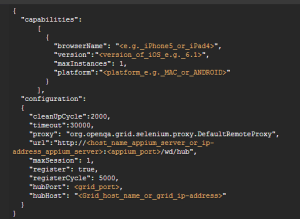 {
"capabilities":
[
{
"browserName": "<e.g._iPhone5_or_iPad4>",
"version":"<version_of_iOS_e.g._6.1>",
"maxInstances": 1,
"platform":"<platform_e.g._MAC_or_ANDROID>"
}
],
"configuration":
{
"cleanUpCycle":2000,
"timeout":30000,
"proxy": "org.openqa.grid.selenium.proxy.DefaultRemoteProxy",
"url":"http://<host_name_appium_server_or_ip-
address_appium_server>:<appium_port>/wd/hub",
"maxSession": 1,
"register": true,
"registerCycle": 5000,
"hubPort": <grid_port>,
"hubHost": "<Grid_host_name_or_grid_ip-address>"
}
}